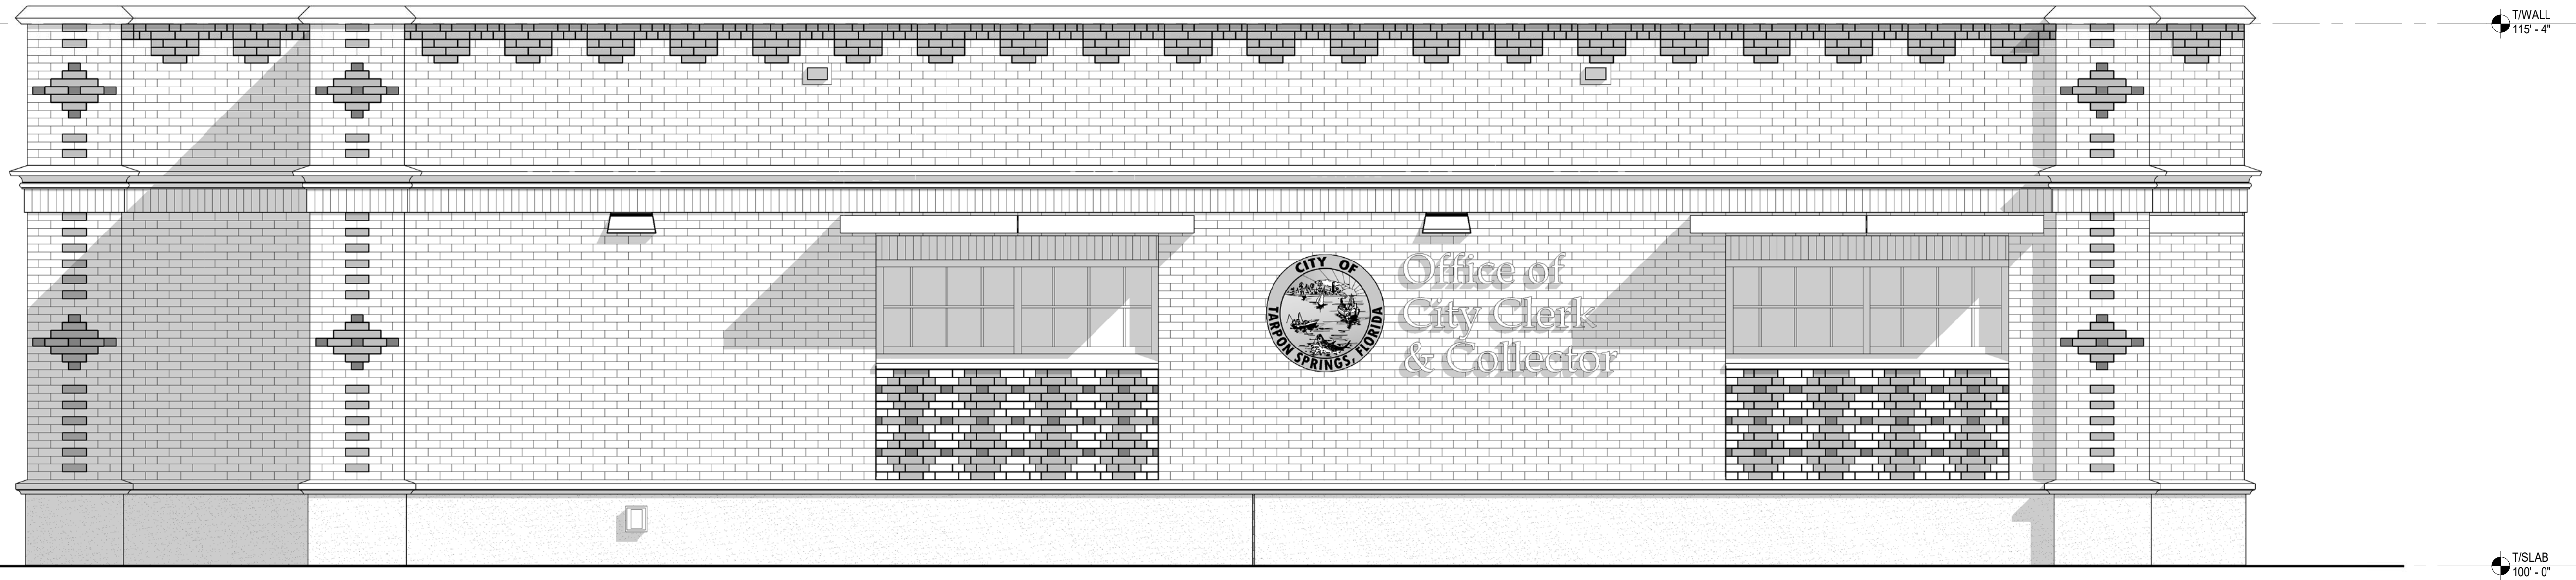 T/WALL
115' - 4"
CITY OF
TARPON SPRINGS, FLORIDA
Office of
City Clerk
& Collector
T/SLAB
100' - 0"